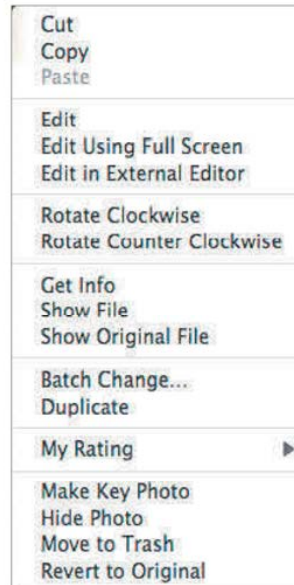 Cut
Copy
Paste
Edit
Edit Using Full Screen
Edit in External Editor
Rotate Clockwise
Rotate Counter Clockwise
Get Info
Show File
Show Original File
Batch Change...
Duplicate
My Rating
Make Key Photo
Hide Photo
Move to Trash
Revert to Original